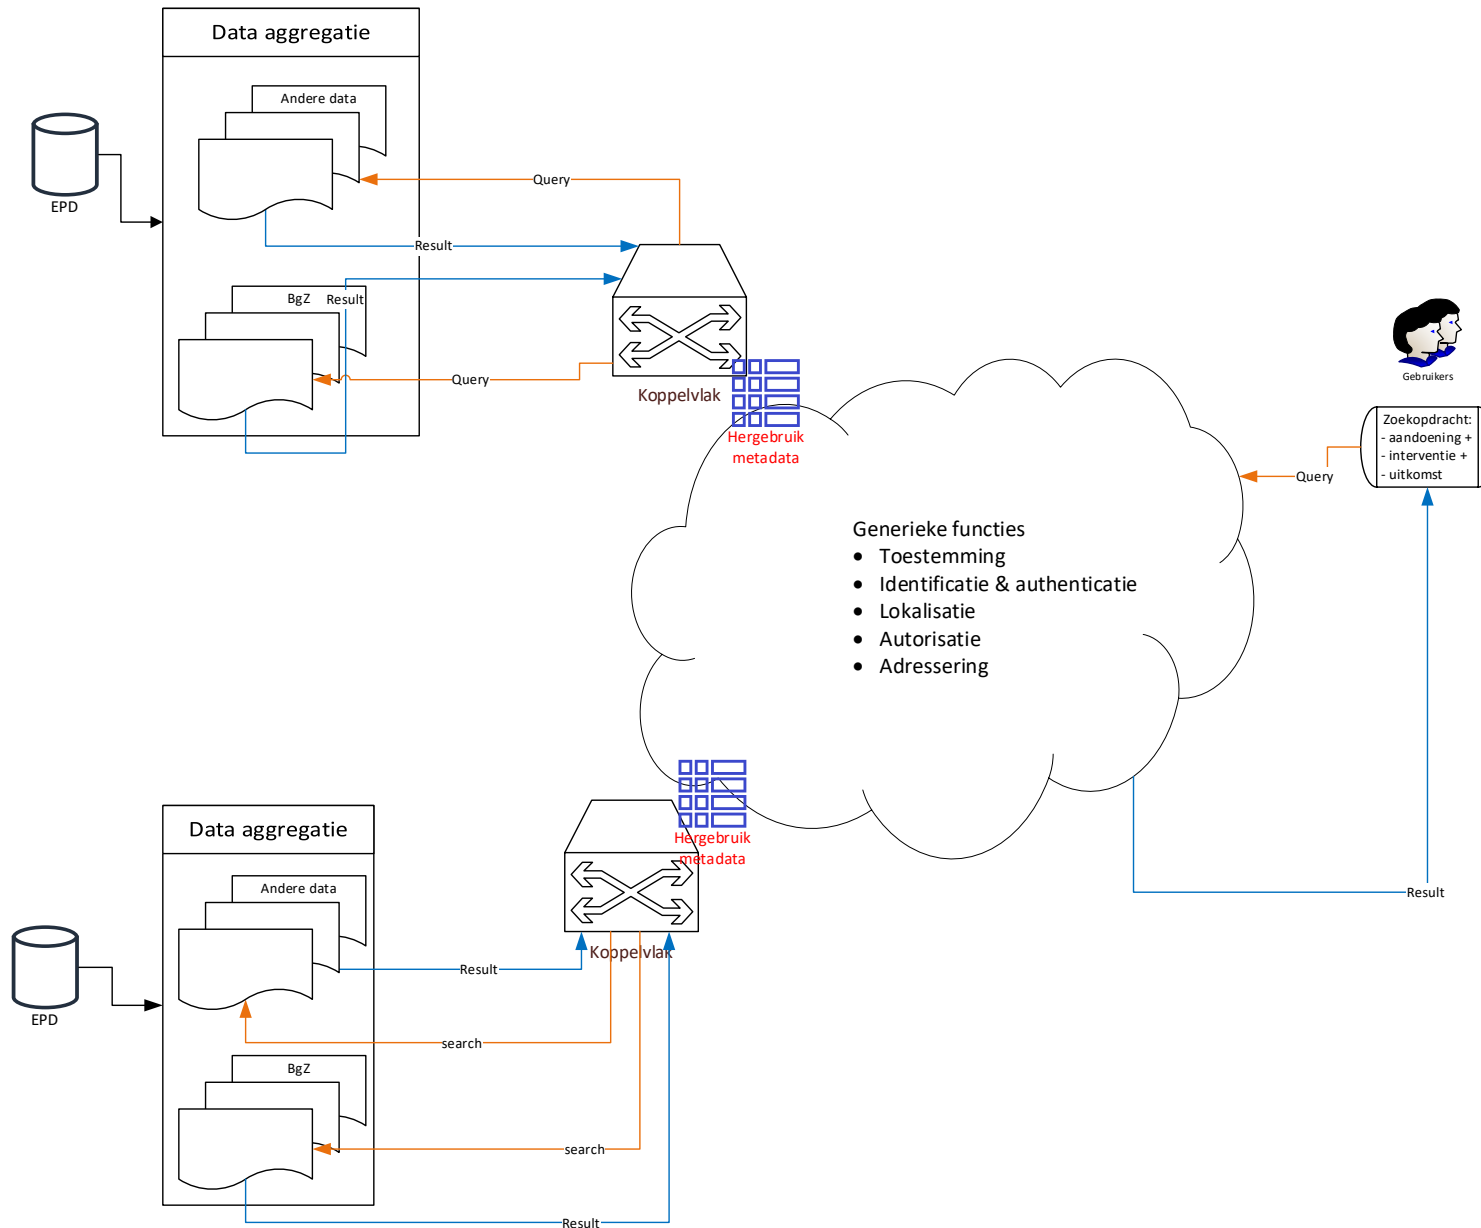 Data aggregatie
Andere data
EPD
Query
Result
BgZ
Result
Query
Koppelvlak
Hergebruik
metadata
Gebruikers
Zoekopdracht:
- aandoening +
- interventie +
- uitkomst
Query
Generieke functies
• Toestemming
• Identificatie & authenticatie
• Lokalisatie
• Autorisatie
• Adressering
Result
Data aggregatie
Andere data
EPD
Hergebruik
metadata
Koppelvlak
Result
search
BgZ
search
Result